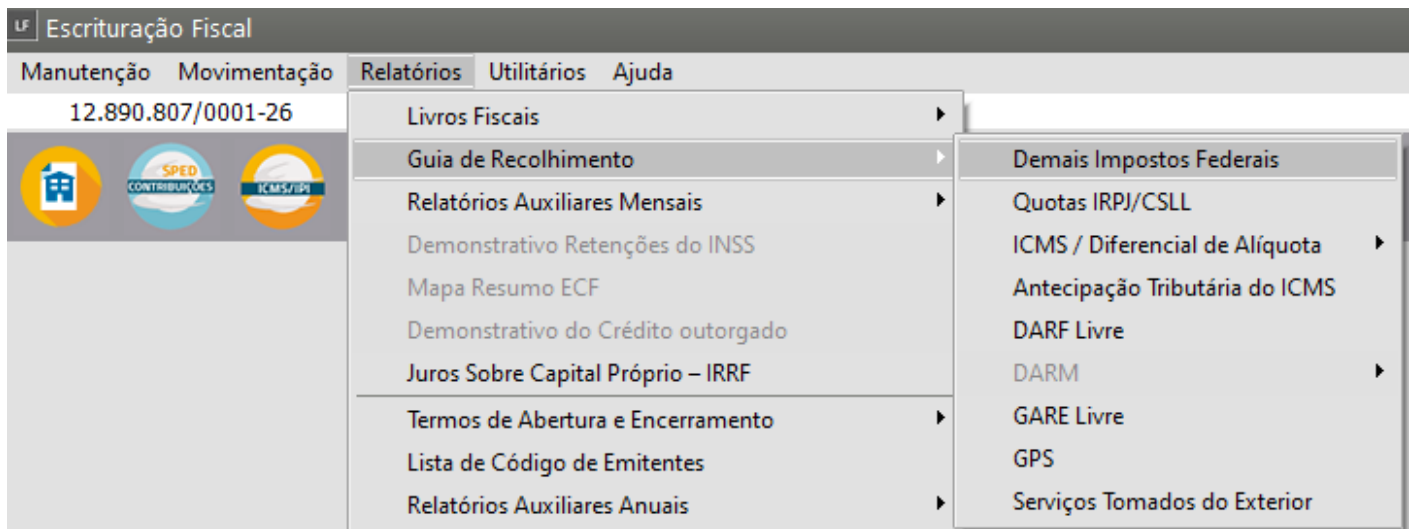 LF Escrituração Fiscal
Manutenção Movimentação Relatórios Utilitários Ajuda
12.890.807/0001-26
SPED
CONTRIBUIÇÕES
ICMS/IPI
Livros Fiscais
Guia de Recolhimento
Relatórios Auxiliares Mensais
Demonstrativo Retenções do INSS
Mapa Resumo ECF
Demonstrativo do Crédito outorgado
Juros Sobre Capital Próprio – IRRF
Termos de Abertura e Encerramento
Lista de Código de Emitentes
Relatórios Auxiliares Anuais
Demais Impostos Federais
Quotas IRPJ/CSLL
ICMS / Diferencial de Alíquota
Antecipação Tributária do ICMS
DARF Livre
DARM
GARE Livre
GPS
Serviços Tomados do Exterior